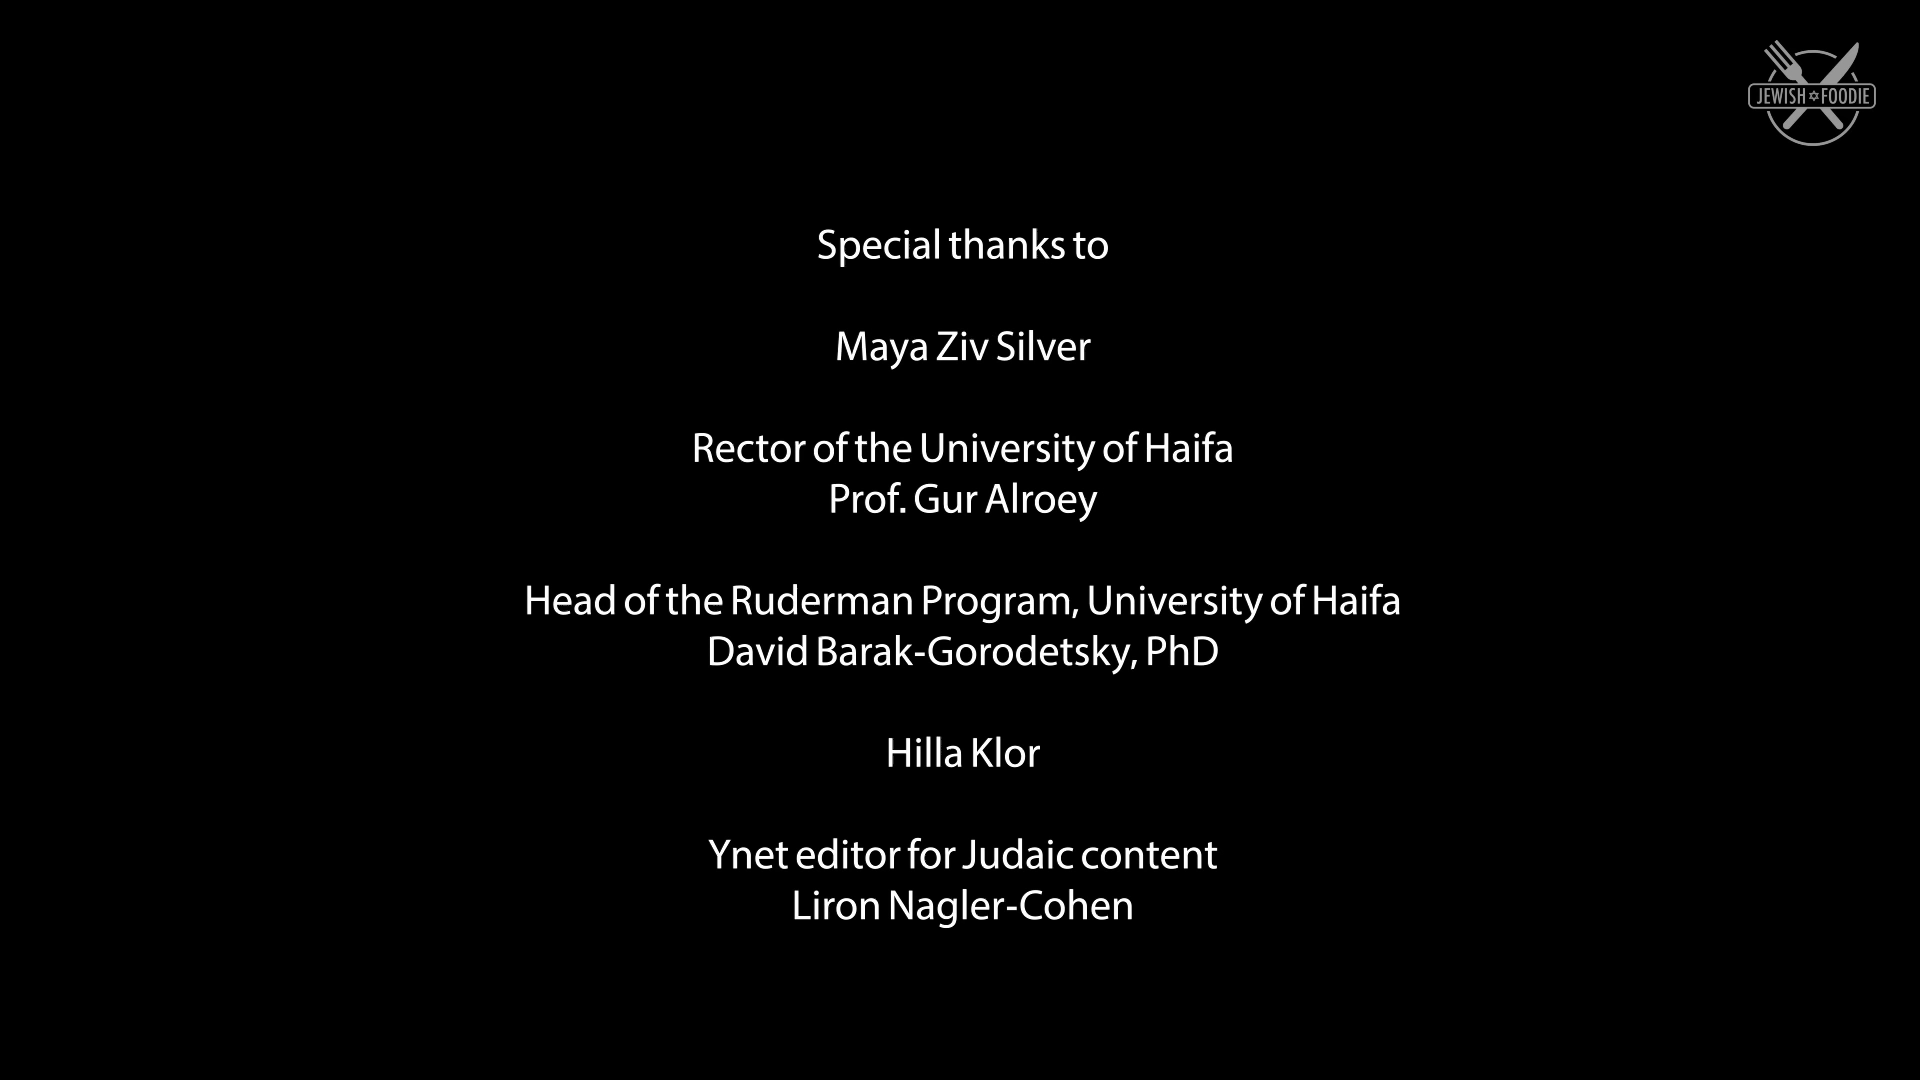 JEWISH FOODIE
Special thanks to
Maya Ziv Silver
Rector of the University of Haifa
Prof. Gur Alroey
Head of the Ruderman Program, University of Haifa
David Barak-Gorodetsky, PhD
Hilla Klor
Ynet editor for Judaic content
Liron Nagler-Cohen